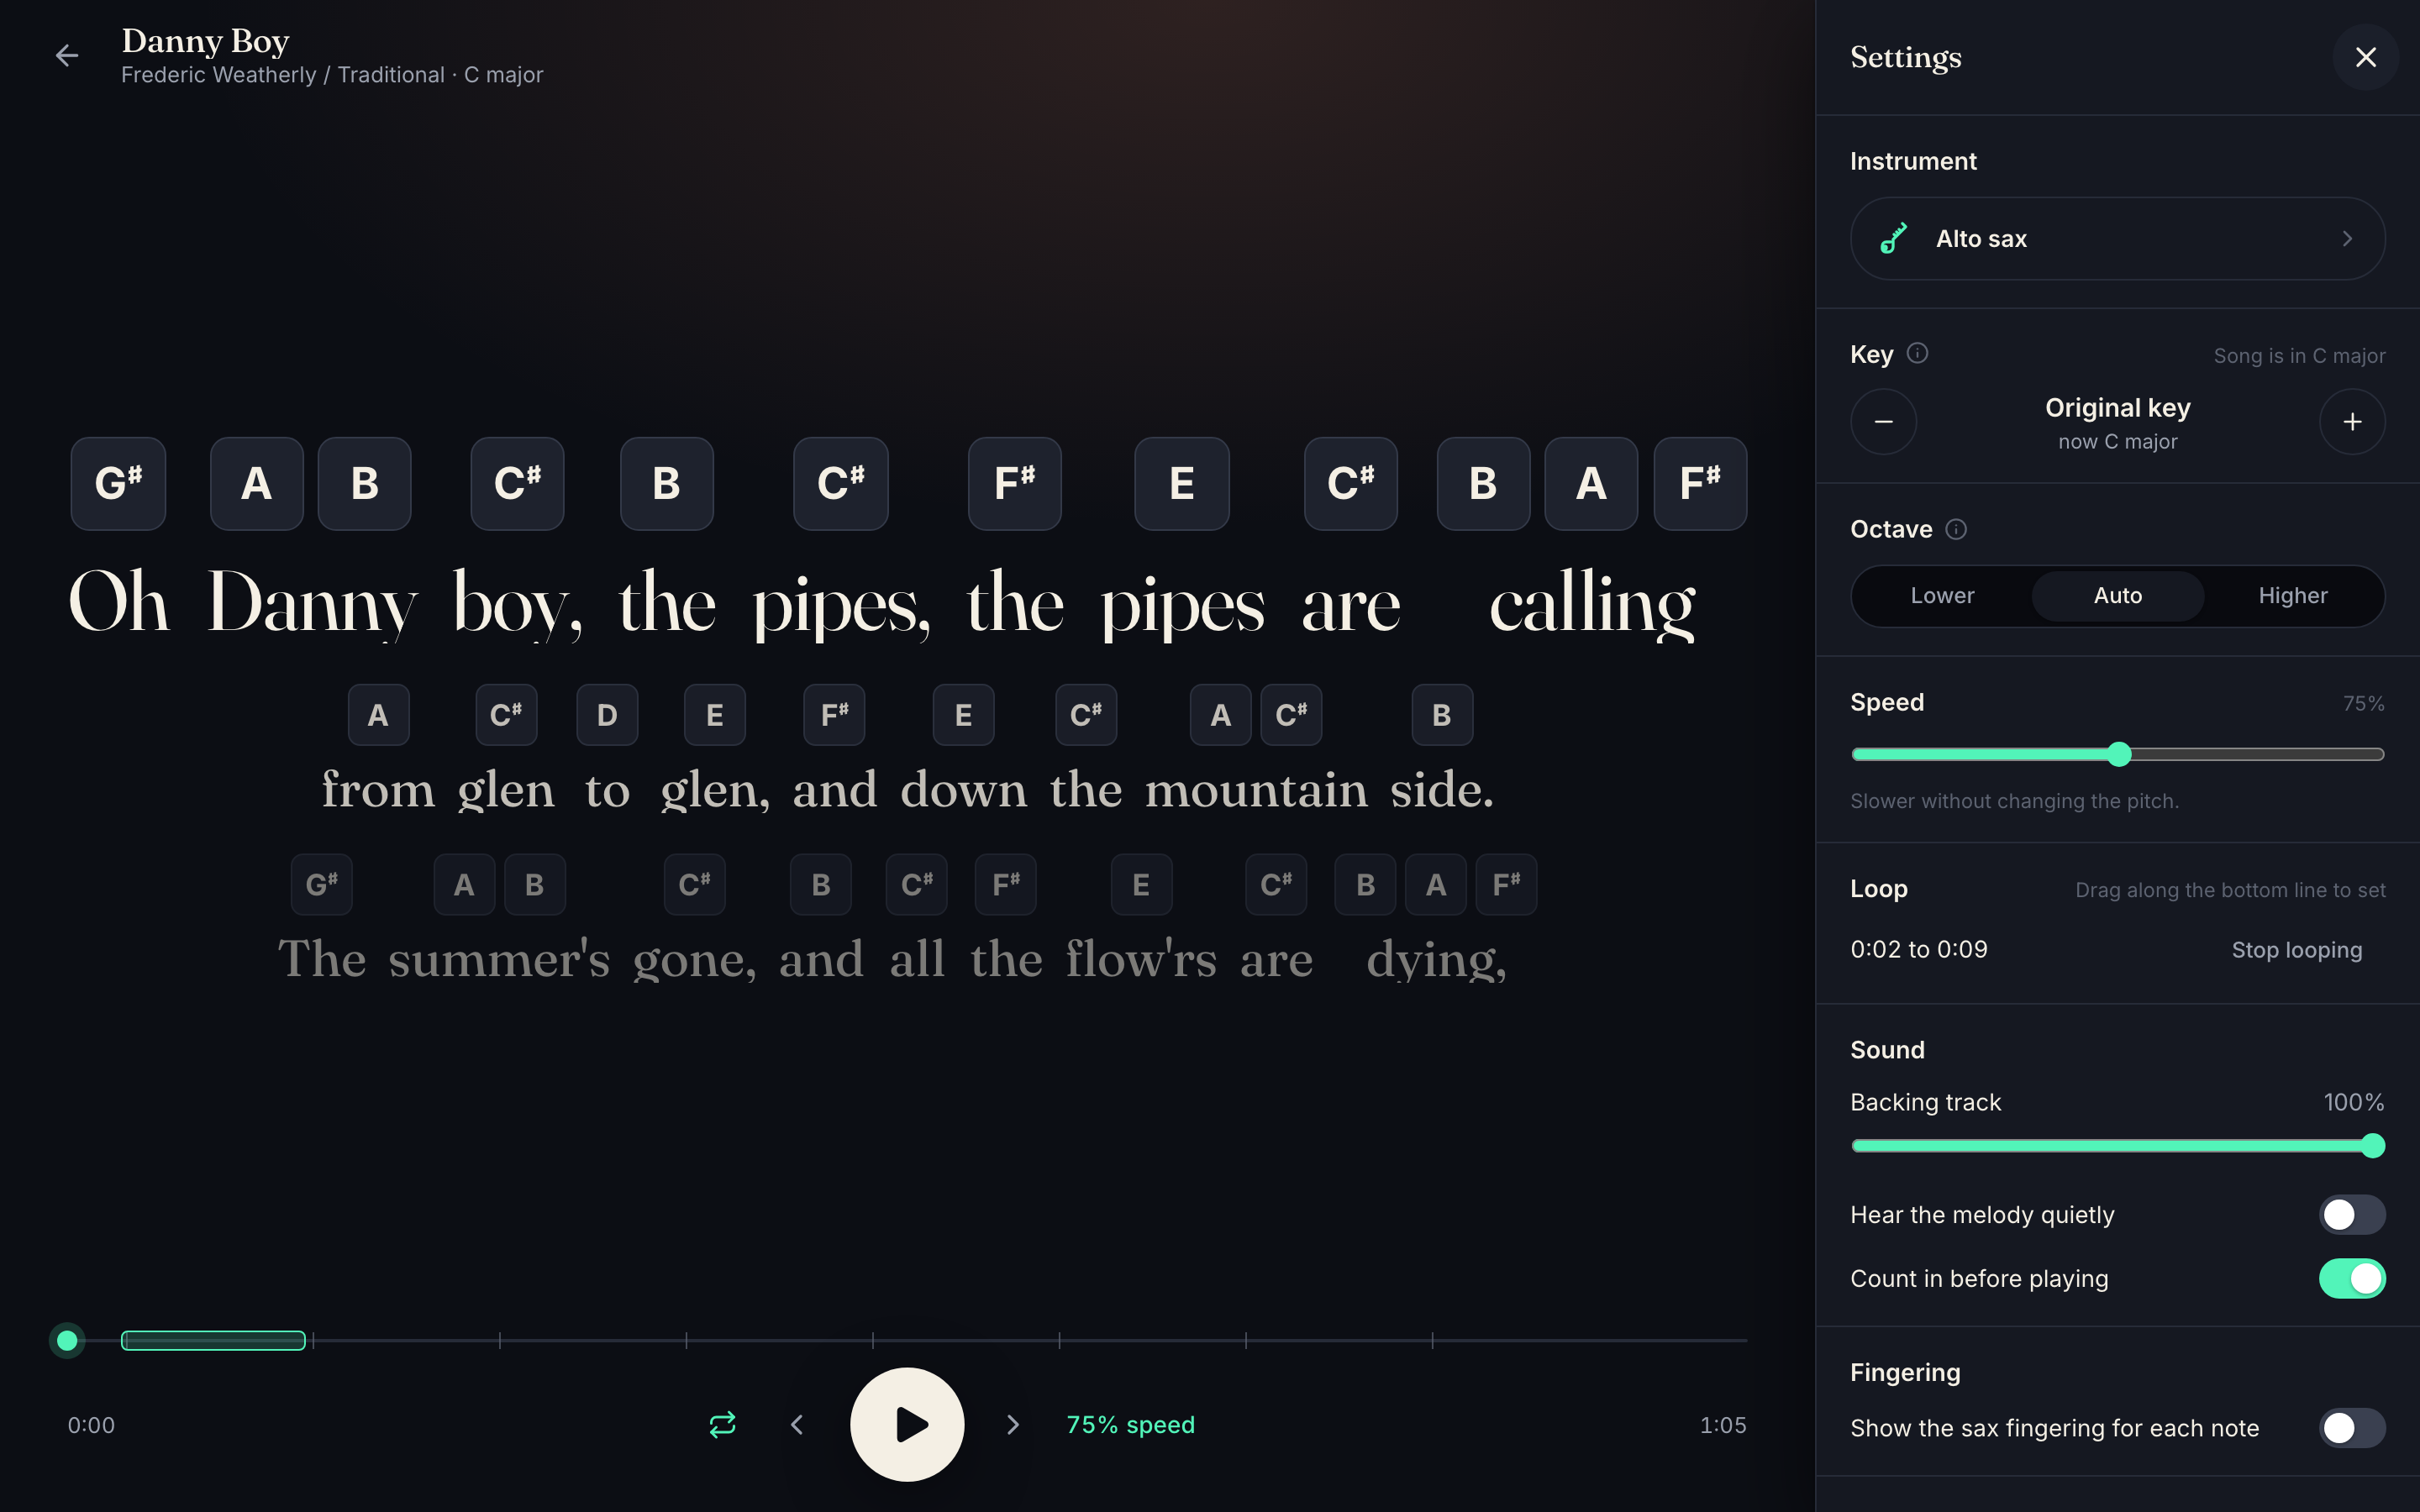 Danny Boy
Frederic Weatherly / Traditional · C major
G♯ A B C♯ B C♯ F♯ E C♯ B A F♯
Oh Danny boy, the pipes, the pipes are calling
A C♯ D E F♯ E C♯ A C♯ B
from glen to glen, and down the mountain side.
G♯ A B C♯ B C♯ F♯ E C♯ B A F♯
The summer's gone, and all the flow'rs are dying,
0:00
75% speed
1:05
Settings
Instrument
Alto sax
Key
Song is in C major
Original key
now C major
Octave
Lower Auto Higher
Speed
75%
Slower without changing the pitch.
Loop
Drag along the bottom line to set
0:02 to 0:09
Stop looping
Sound
Backing track
100%
Hear the melody quietly
Count in before playing
Fingering
Show the sax fingering for each note